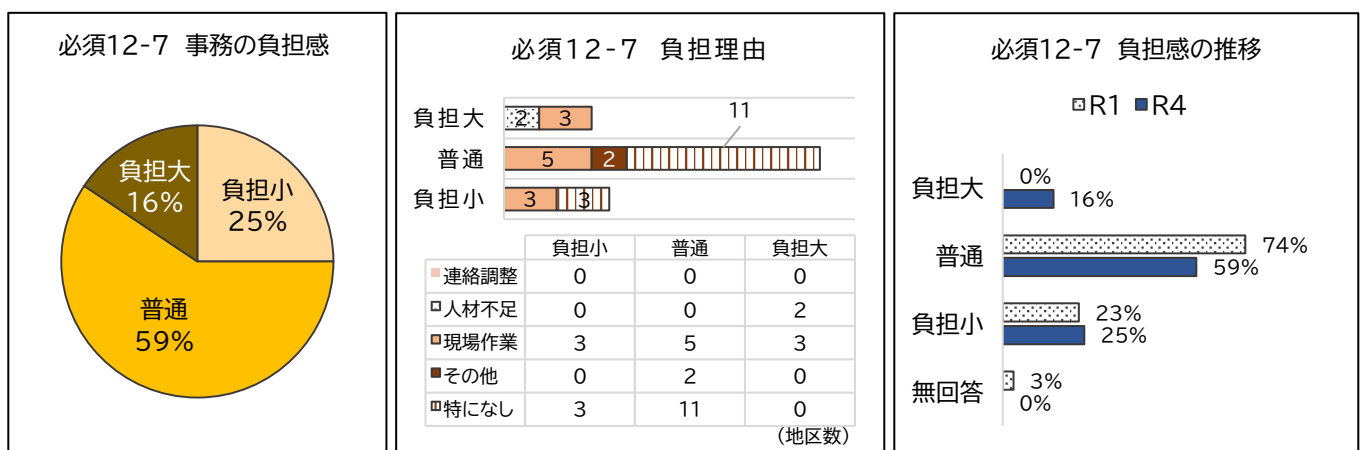 必須12-7 事務の負担感
負担大
16%
負担小
25%
普通
59%
必須12-7 負担理由
11
負担大 2 3
普通 5 2
負担小 3 3
負担小 普通 負担大
連絡調整 0 0 0
人材不足 0 0 2
現場作業 3 5 3
その他 0 2 0
特になし 3 11 0
(地区数)
必須12-7 負担感の推移
R1 R4
負担大 0%
16%
普通 74%
59%
負担小 23%
25%
無回答 3%
0%